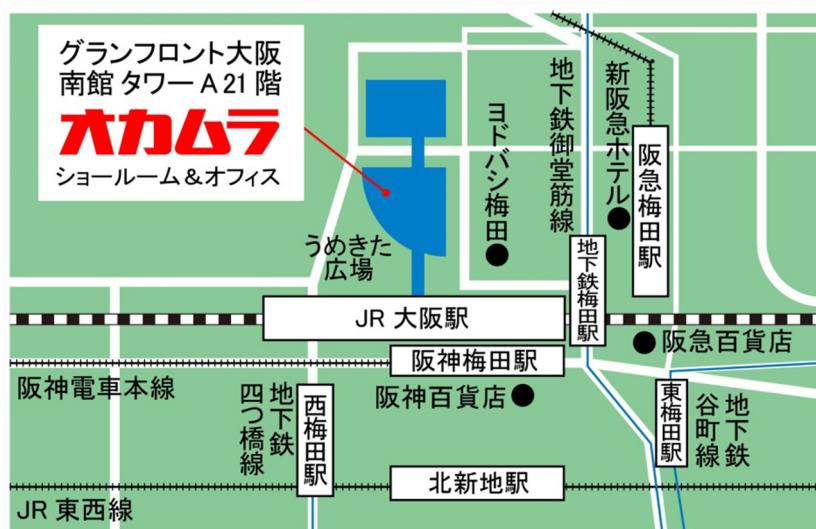 グランフロント大阪
南館 タワーA 21階
オカムラ
ショールーム&オフィス
うめきた
広場
ヨドバシ梅田
地下鉄御堂筋線
新阪急ホテル
阪急梅田駅
地下鉄梅田駅
JR 大阪駅
阪急百貨店
阪神梅田駅
阪神電車本線
阪神百貨店
地下鉄
四つ橋線
西梅田駅
東梅田駅
地下鉄
谷町線
北新地駅
JR 東西線